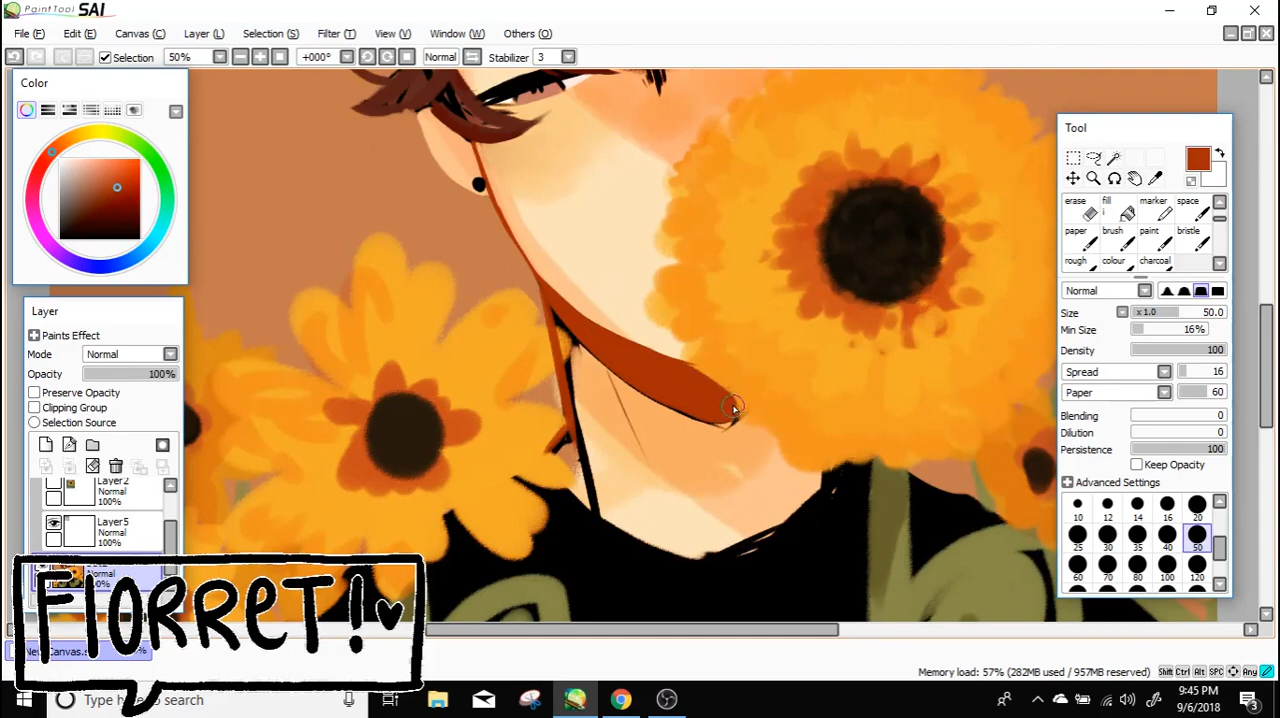 PaintTool SAI
File (F) Edit (E) Canvas (C) Layer (L) Selection (S) Filter (T) View (V) Window (W) Others (O)
Selection 50% +000° Normal Stabilizer 3
Color
Tool
erase fill marker space
i
paper brush paint bristle
rough colour charcoal
Normal
Size x 1.0 50.0
Min Size 16%
Density 100
Spread 16
Paper 60
Blending 0
Dilution 0
Persistence 100
Keep Opacity
Advanced Settings
10 12 14 16 20
25 30 35 40 50
60 70 80 100 120
Layer
Paints Effect
Mode Normal
Opacity 100%
Preserve Opacity
Clipping Group
Selection Source
Layer2
Normal
100%
Layer5
Normal
100%
Normal
FlORReT!
Memory load: 57% (282MB used / 957MB reserved) Shift Ctrl Alt SPC Any
Type here to search
9:45 PM
9/6/2018
3